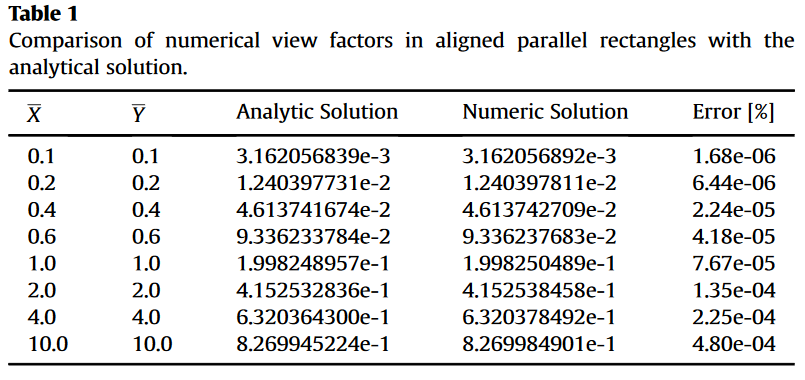 Table 1
Comparison of numerical view factors in aligned parallel rectangles with the
analytical solution.
X̅ Y̅ Analytic Solution Numeric Solution Error [%]
0.1 0.1 3.162056839e-3 3.162056892e-3 1.68e-06
0.2 0.2 1.240397731e-2 1.240397811e-2 6.44e-06
0.4 0.4 4.613741674e-2 4.613742709e-2 2.24e-05
0.6 0.6 9.336233784e-2 9.336237683e-2 4.18e-05
1.0 1.0 1.998248957e-1 1.998250489e-1 7.67e-05
2.0 2.0 4.152532836e-1 4.152538458e-1 1.35e-04
4.0 4.0 6.320364300e-1 6.320378492e-1 2.25e-04
10.0 10.0 8.269945224e-1 8.269984901e-1 4.80e-04